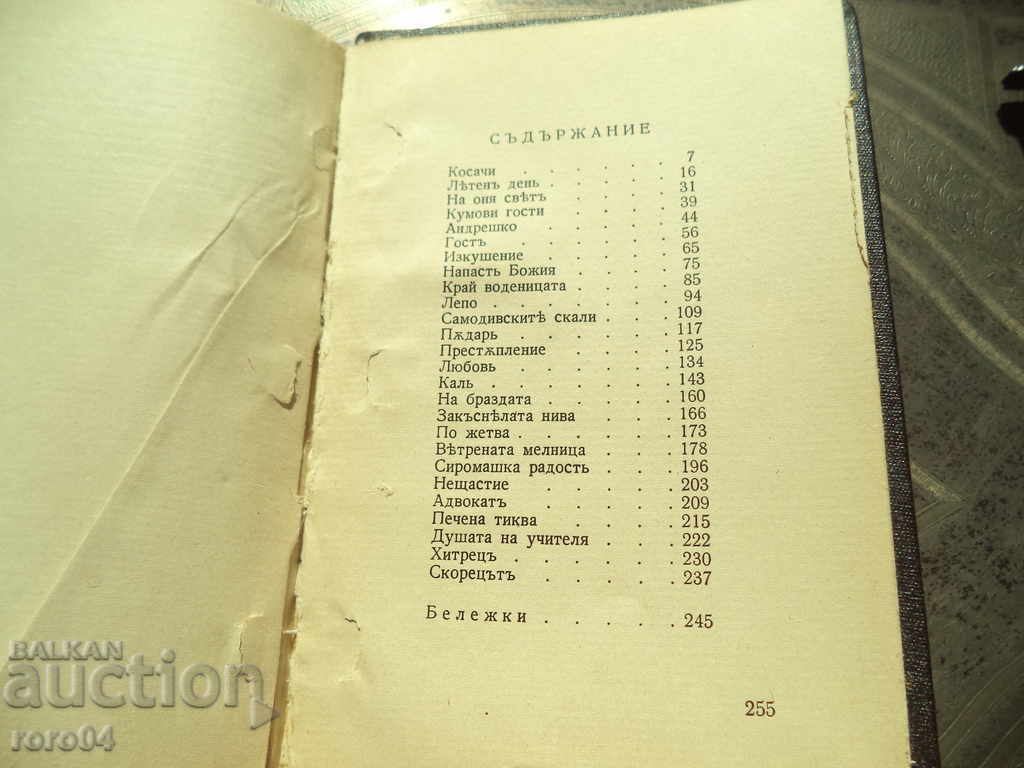 СЪДЪРЖАНИЕ
Косачи . . . . . . 7
Лѣтенъ день . . . . . 16
На оня свѣтъ . . . . 31
Кумови гости . . . . 39
Андрешко . . . . . 44
Гостъ . . . . . . 56
Изкушение . . . . . 65
Напасть Божия . . . . 75
Край воденицата . . . . 85
Лепо . . . . . . . 94
Самодивскитѣ скали . . . 109
Пѫдарь . . . . . . 117
Престѫпление . . . . 125
Любовь . . . . . . 134
Каль . . . . . . . 143
На браздата . . . . . 160
Закъснѣлата нива . . . 166
По жетва . . . . . . 173
Вѣтрената мелница . . . 178
Сиромашка радость . . . 196
Нещастие . . . . . 203
Адвокатъ . . . . . 209
Печена тиква . . . . 215
Душата на учителя . . . 222
Хитрецъ . . . . . . 230
Скорецътъ . . . . . 237
Бележки . . . . . 245
255
BALKAN
auction
roro04